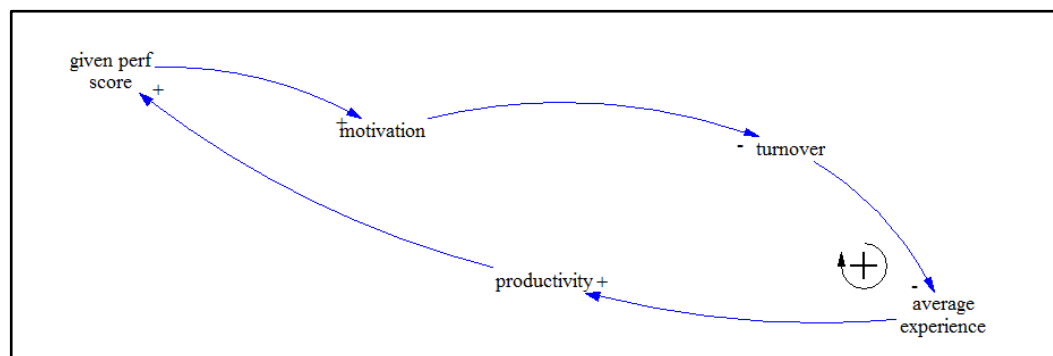 given perf
score
+
+
motivation
-
turnover
+
productivity
+
-
average
experience